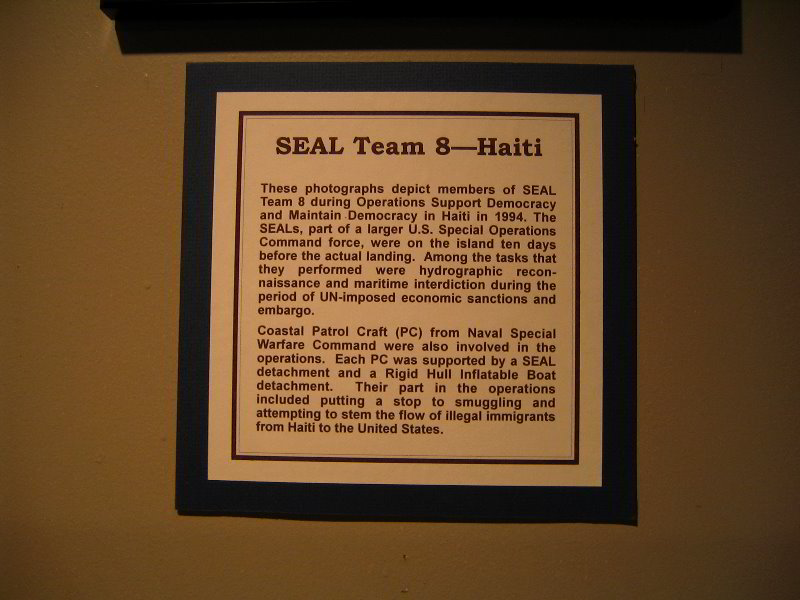 SEAL Team 8—Haiti
These photographs depict members of SEAL
Team 8 during Operations Support Democracy
and Maintain Democracy in Haiti in 1994. The
SEALs, part of a larger U.S. Special Operations
Command force, were on the island ten days
before the actual landing. Among the tasks that
they performed were hydrographic recon-
naissance and maritime interdiction during the
period of UN-imposed economic sanctions and
embargo.
Coastal Patrol Craft (PC) from Naval Special
Warfare Command were also involved in the
operations. Each PC was supported by a SEAL
detachment and a Rigid Hull Inflatable Boat
detachment. Their part in the operations
included putting a stop to smuggling and
attempting to stem the flow of illegal immigrants
from Haiti to the United States.